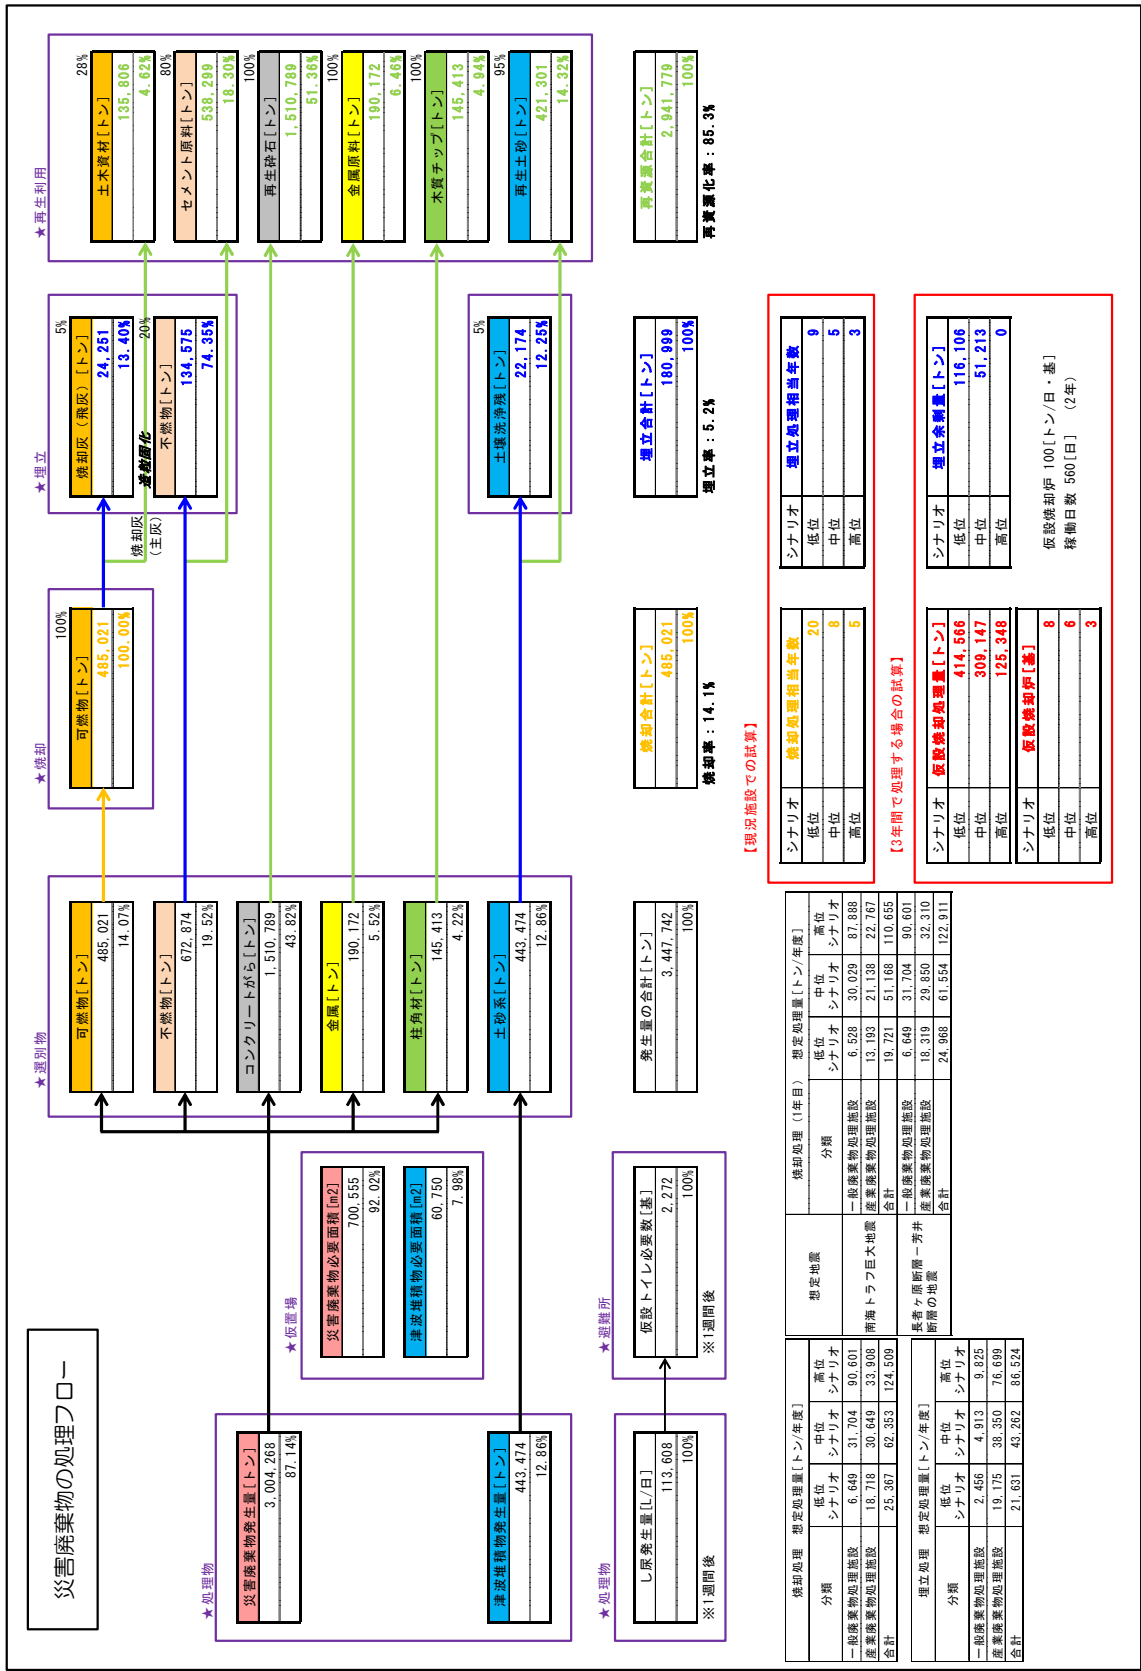 災害廃棄物の処理フロー
★処理物
災害廃棄物発生量[トン]
3,004,268
87.14%
津波堆積物発生量[トン]
443,474
12.86%
★仮置場
災害廃棄物必要面積[m2]
700,555
92.02%
津波堆積物必要面積[m2]
60,750
7.98%
★選別物
可燃物[トン]
485,021
14.07%
不燃物[トン]
672,874
19.52%
コンクリートがら[トン]
1,510,789
43.82%
金属[トン]
190,172
5.52%
柱角材[トン]
145,413
4.22%
土砂系[トン]
443,474
12.86%
発生量の合計[トン]
3,447,742
100%
★焼却
100%
可燃物[トン]
485,021
100.00%
焼却合計[トン]
485,021
100%
焼却率：14.1%
★埋立
5%
焼却灰（飛灰）[トン]
24,251
13.40%
焼却灰
（主灰）
造粒固化
20%
不燃物[トン]
134,575
74.35%
5%
土壌洗浄残[トン]
22,174
12.25%
埋立合計[トン]
180,999
100%
埋立率：5.2%
★再生利用
28%
土木資材[トン]
135,806
4.62%
80%
セメント原料[トン]
538,299
18.30%
100%
再生砕石[トン]
1,510,789
51.36%
100%
金属原料[トン]
190,172
6.46%
100%
木質チップ[トン]
145,413
4.94%
95%
再生土砂[トン]
421,301
14.32%
再資源合計[トン]
2,941,779
100%
再資源化率：85.3%
★処理物
し尿発生量[L/日]
113,608
100%
※1週間後
★避難所
仮設トイレ必要数[基]
2,272
100%
※1週間後
焼却処理 想定処理量[トン/年度]
分類 低位シナリオ 中位シナリオ 高位シナリオ
一般廃棄物処理施設 6,649 31,704 90,601
産業廃棄物処理施設 18,718 30,649 33,908
合計 25,367 62,353 124,509
埋立処理 想定処理量[トン/年度]
分類 低位シナリオ 中位シナリオ 高位シナリオ
一般廃棄物処理施設 2,456 4,913 9,825
産業廃棄物処理施設 19,175 38,350 76,699
合計 21,631 43,262 86,524
想定地震 焼却処理（1年目） 想定処理量[トン/年度]
分類 低位シナリオ 中位シナリオ 高位シナリオ
南海トラフ巨大地震
一般廃棄物処理施設 6,528 30,029 87,888
産業廃棄物処理施設 13,193 21,138 22,767
合計 19,721 51,168 110,655
長者ヶ原断層－芳井
断層の地震
一般廃棄物処理施設 6,649 31,704 90,601
産業廃棄物処理施設 18,319 29,850 32,310
合計 24,968 61,554 122,911
【現況施設での試算】
シナリオ 焼却処理相当年数
低位 20
中位 8
高位 5
シナリオ 埋立処理相当年数
低位 9
中位 5
高位 3
【3年間で処理する場合の試算】
シナリオ 仮設焼却処理量[トン]
低位 414,566
中位 309,147
高位 125,348
シナリオ 仮設焼却炉[基]
低位 8
中位 6
高位 3
シナリオ 埋立余剰量[トン]
低位 116,106
中位 51,213
高位 0
仮設焼却炉 100[トン/日・基]
稼働日数 560[日] （2年）